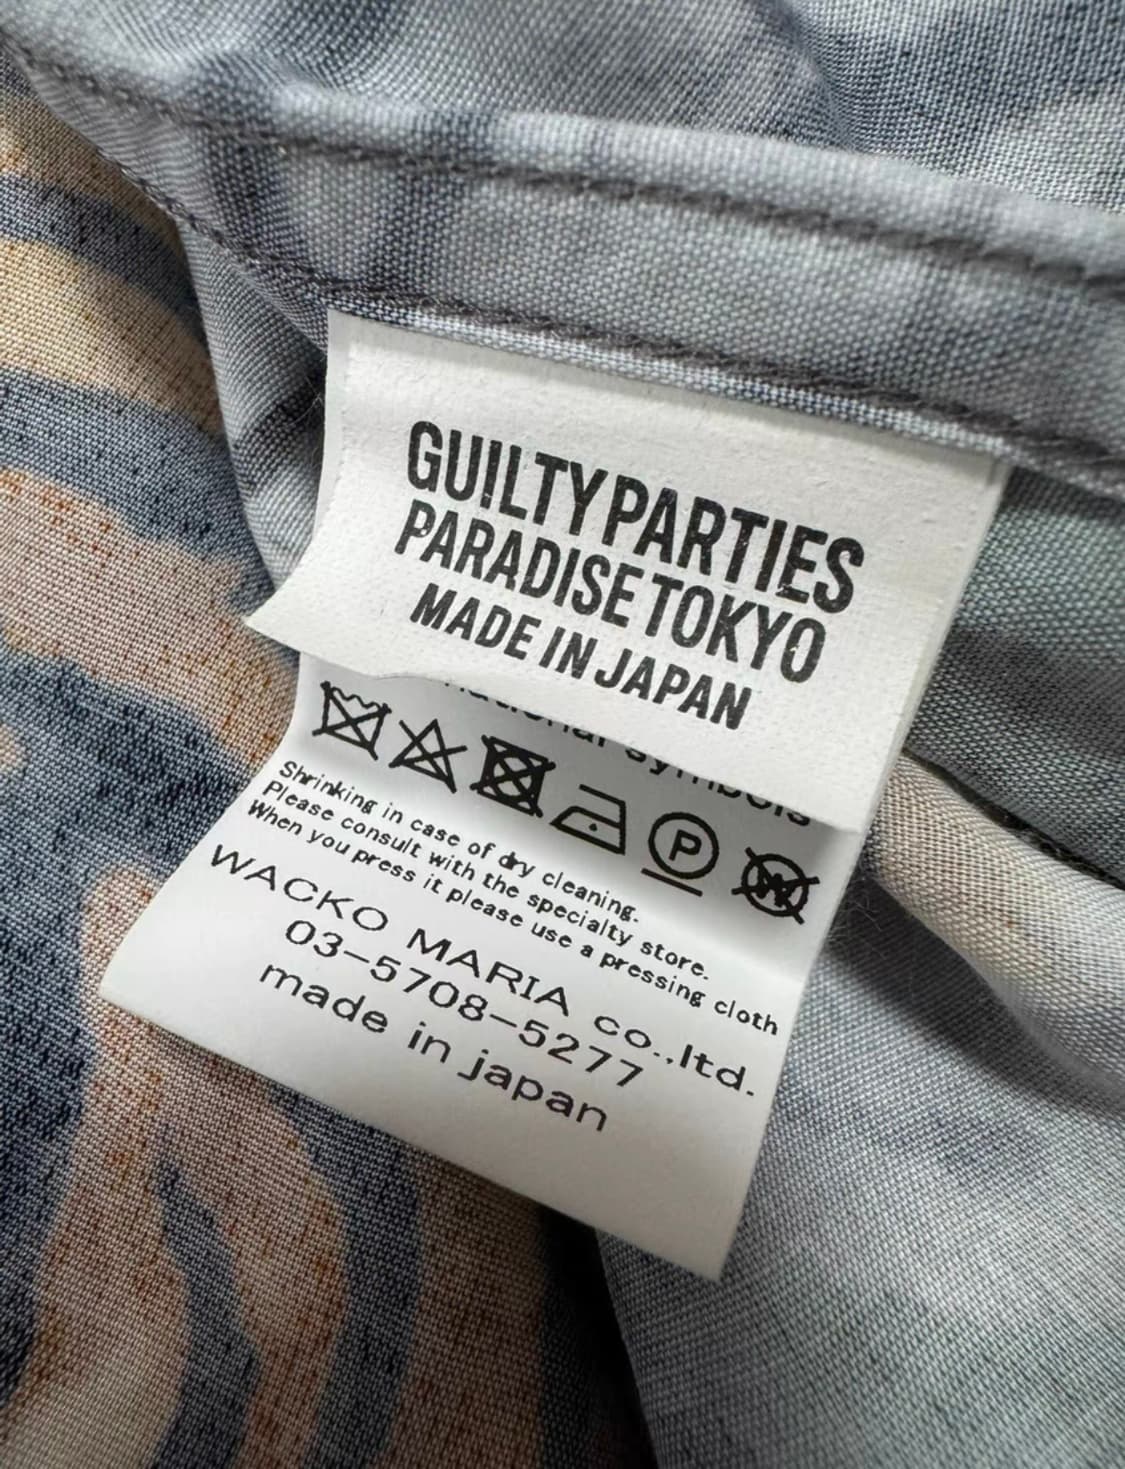 GUILTY PARTIES
PARADISE TOKYO
MADE IN JAPAN
symbols
P
W
Shrinking in case of dry cleaning.
Please consult with the specialty store.
When you press it please use a pressing cloth
WACKO MARIA co.,ltd.
03-5708-5277
made in japan